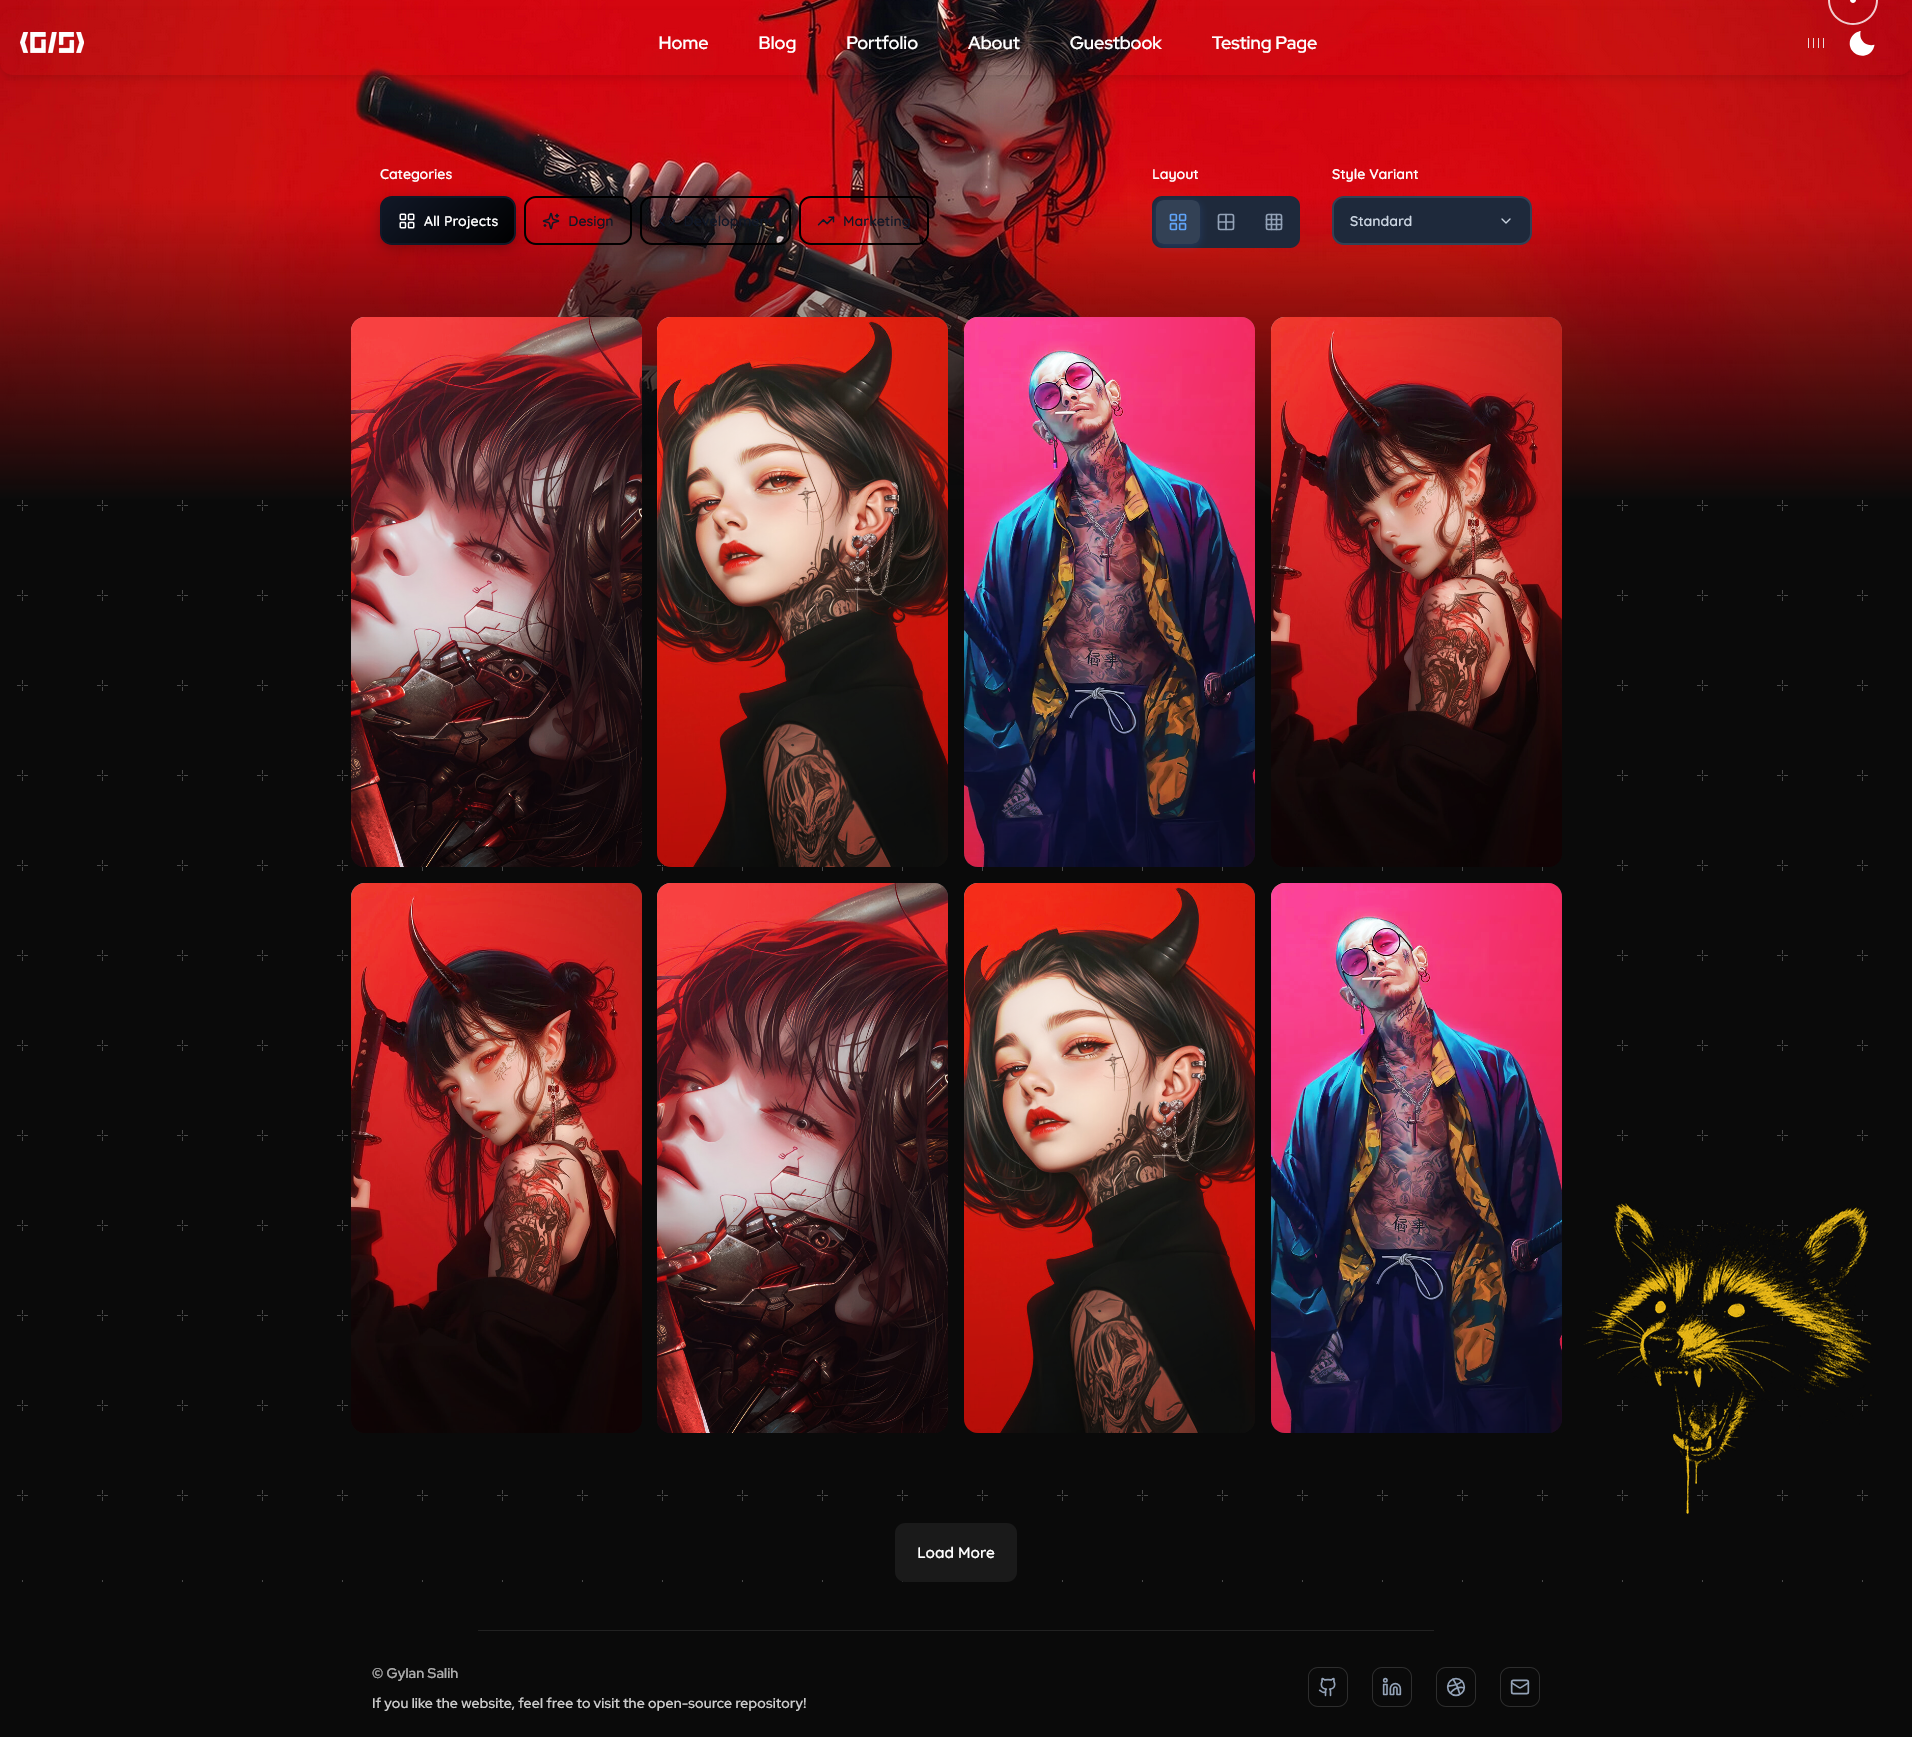 Home Blog Portfolio About Guestbook Testing Page
Categories Layout Style Variant
All Projects Design Marketing Standard
Load More
© Gylan Salih
If you like the website, feel free to visit the open-source repository!